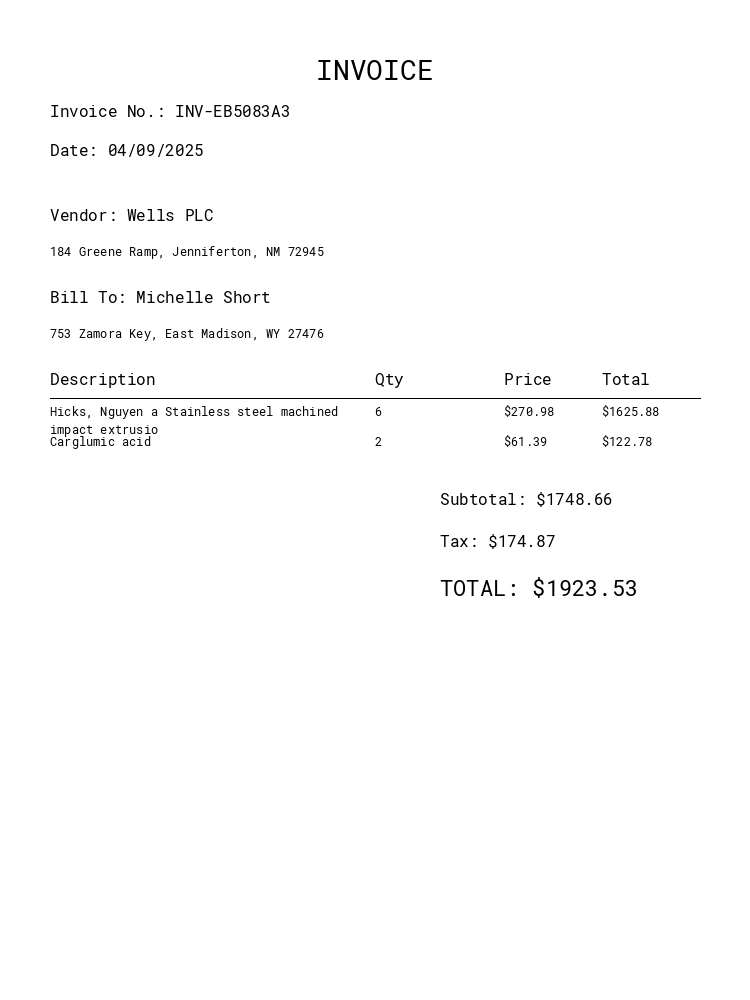 INVOICE
Invoice No.: INV-EB5083A3
Date: 04/09/2025
Vendor: Wells PLC
184 Greene Ramp, Jenniferton, NM 72945
Bill To: Michelle Short
753 Zamora Key, East Madison, WY 27476
Description Qty Price Total
Hicks, Nguyen a Stainless steel machined 6 $270.98 $1625.88
impact extrusio
Carglumic acid 2 $61.39 $122.78
Subtotal: $1748.66
Tax: $174.87
TOTAL: $1923.53